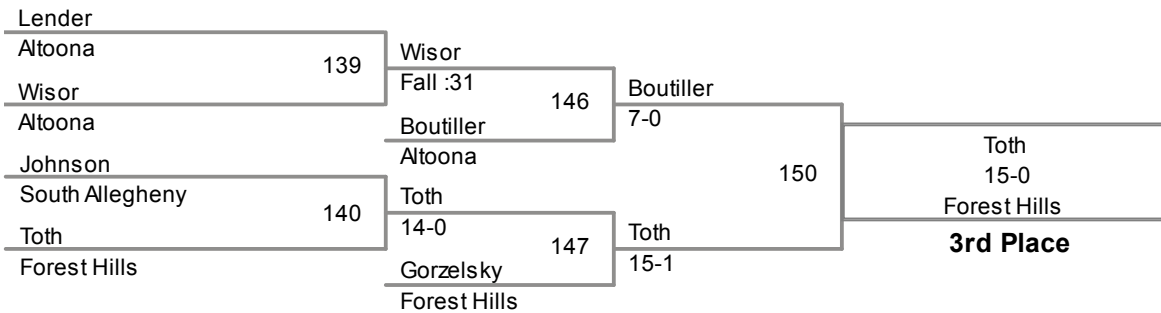 Lender
Altoona
139
Wisor
Altoona
Johnson
South Allegheny
140
Toth
Forest Hills
Wisor
Fall :31
146
Boutiller
Altoona
Toth
14-0
147
Gorzelsky
Forest Hills
Boutiller
7-0
150
Toth
15-1
Toth
15-0
Forest Hills
3rd Place